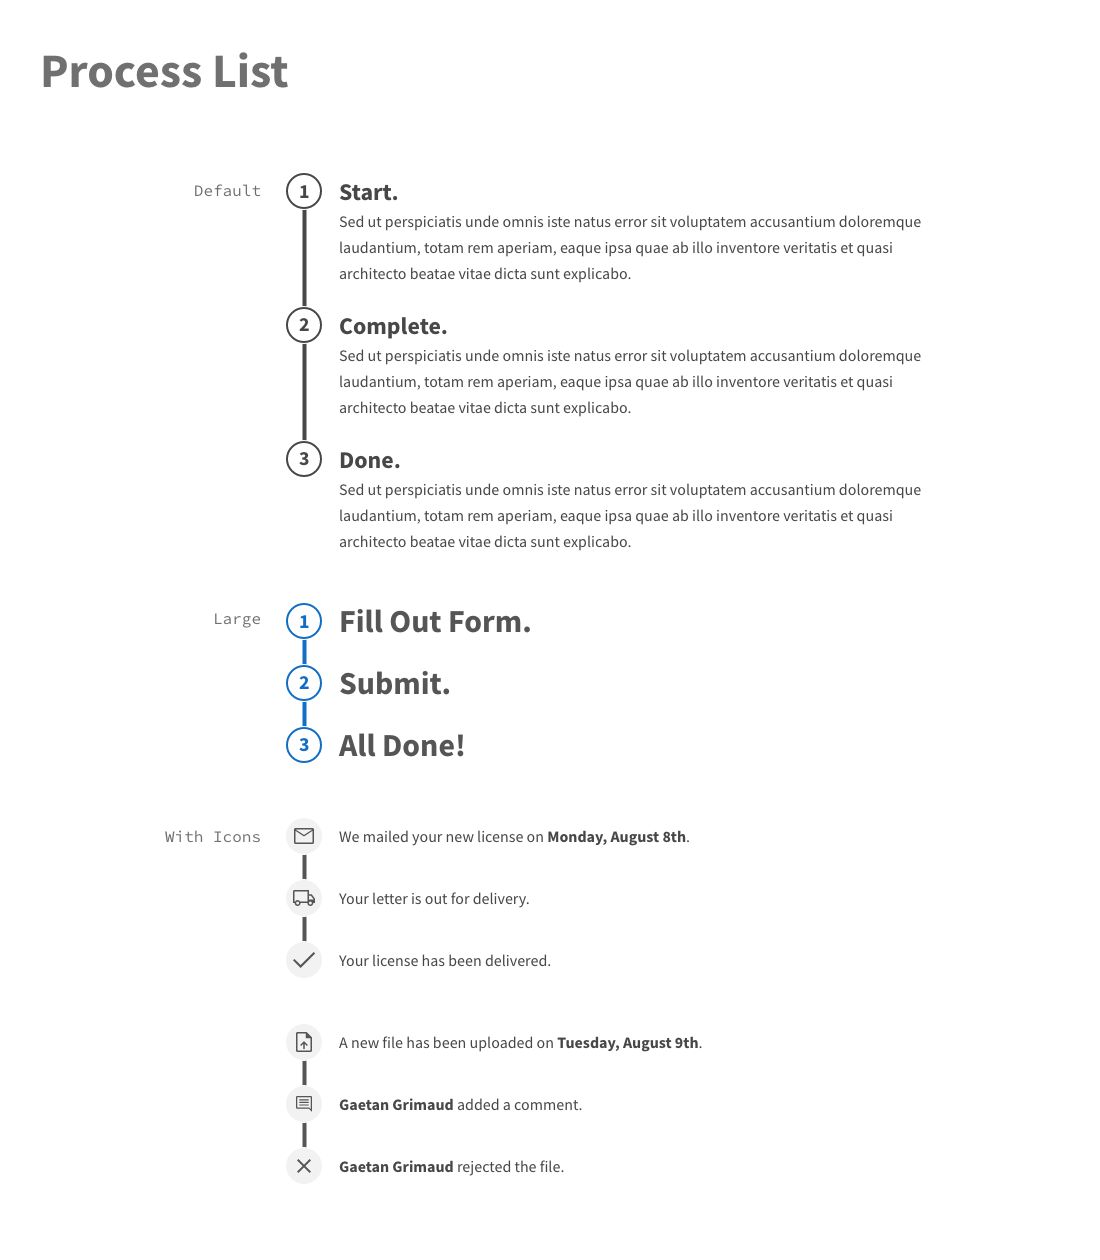 Process List
Default
1
Start.
Sed ut perspiciatis unde omnis iste natus error sit voluptatem accusantium doloremque
laudantium, totam rem aperiam, eaque ipsa quae ab illo inventore veritatis et quasi
architecto beatae vitae dicta sunt explicabo.
2
Complete.
Sed ut perspiciatis unde omnis iste natus error sit voluptatem accusantium doloremque
laudantium, totam rem aperiam, eaque ipsa quae ab illo inventore veritatis et quasi
architecto beatae vitae dicta sunt explicabo.
3
Done.
Sed ut perspiciatis unde omnis iste natus error sit voluptatem accusantium doloremque
laudantium, totam rem aperiam, eaque ipsa quae ab illo inventore veritatis et quasi
architecto beatae vitae dicta sunt explicabo.
Large
1
Fill Out Form.
2
Submit.
3
All Done!
With Icons
We mailed your new license on Monday, August 8th.
Your letter is out for delivery.
Your license has been delivered.
A new file has been uploaded on Tuesday, August 9th.
Gaetan Grimaud added a comment.
Gaetan Grimaud rejected the file.